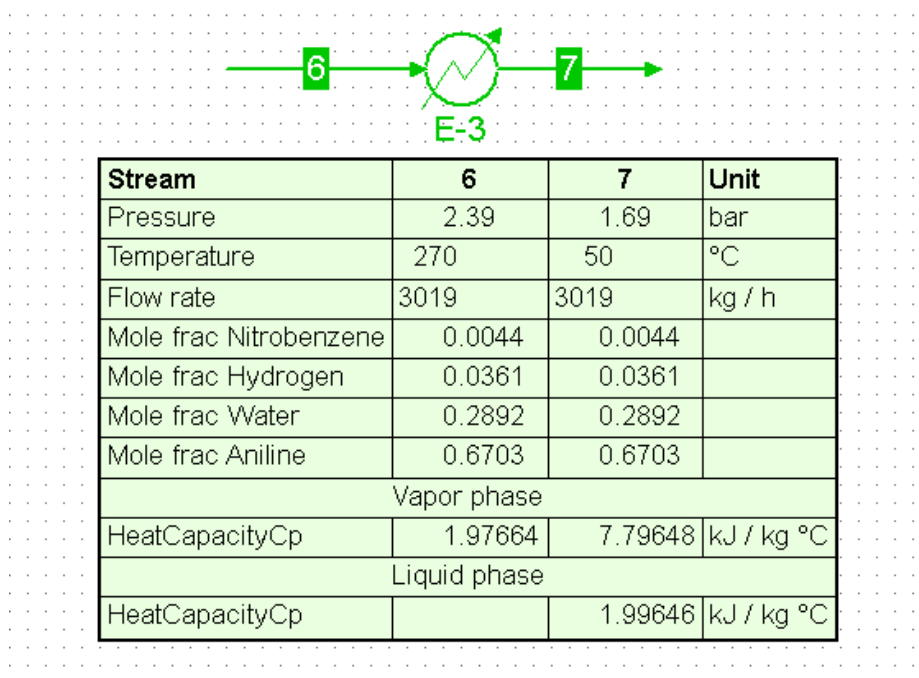 6 7
E-3
Stream 6 7 Unit
Pressure 2.39 1.69 bar
Temperature 270 50 °C
Flow rate 3019 3019 kg / h
Mole frac Nitrobenzene 0.0044 0.0044
Mole frac Hydrogen 0.0361 0.0361
Mole frac Water 0.2892 0.2892
Mole frac Aniline 0.6703 0.6703
Vapor phase
HeatCapacityCp 1.97664 7.79648 kJ / kg °C
Liquid phase
HeatCapacityCp 1.99646 kJ / kg °C